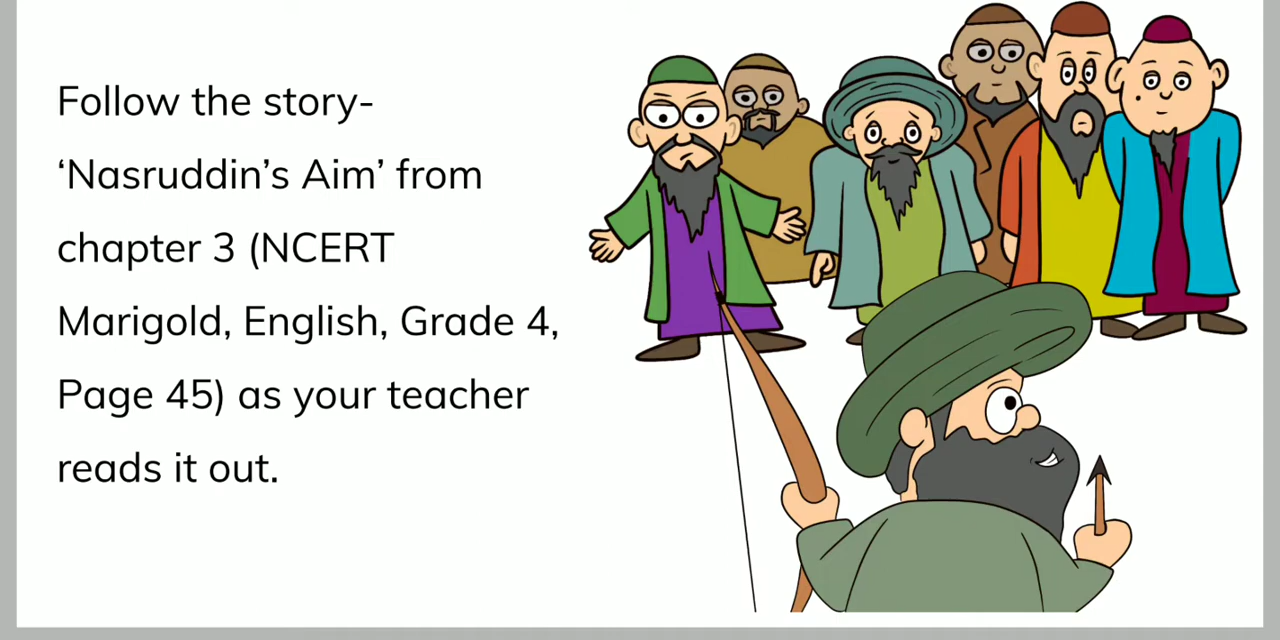 Follow the story-
‘Nasruddin’s Aim’ from
chapter 3 (NCERT
Marigold, English, Grade 4,
Page 45) as your teacher
reads it out.